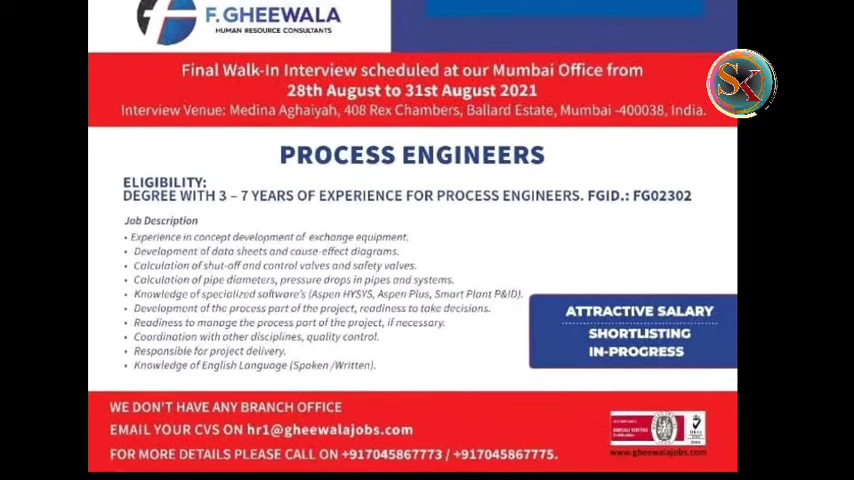 F.GHEEWALA
HUMAN RESOURCE CONSULTANTS
SK
Final Walk-In Interview scheduled at our Mumbai Office from
28th August to 31st August 2021
Interview Venue: Medina Aghaiyah, 408 Rex Chambers, Ballard Estate, Mumbai -400038, India.
PROCESS ENGINEERS
ELIGIBILITY:
DEGREE WITH 3 – 7 YEARS OF EXPERIENCE FOR PROCESS ENGINEERS. FGID.: FG02302
Job Description
• Experience in concept development of exchange equipment.
• Development of data sheets and cause-effect diagrams.
• Calculation of shut-off and control valves and safety valves.
• Calculation of pipe diameters, pressure drops in pipes and systems.
• Knowledge of specialized software's (Aspen HYSYS, Aspen Plus, Smart Plant P&ID).
• Development of the process part of the project, readiness to take decisions.
• Readiness to manage the process part of the project, if necessary.
• Coordination with other disciplines, quality control.
• Responsible for project delivery.
• Knowledge of English Language (Spoken /Written).
ATTRACTIVE SALARY
SHORTLISTING
IN-PROGRESS
WE DON'T HAVE ANY BRANCH OFFICE
EMAIL YOUR CVS ON hr1@gheewalajobs.com
FOR MORE DETAILS PLEASE CALL ON +917045867773 / +917045867775.
BUREAU VERITAS
Certification
www.gheewalajobs.com